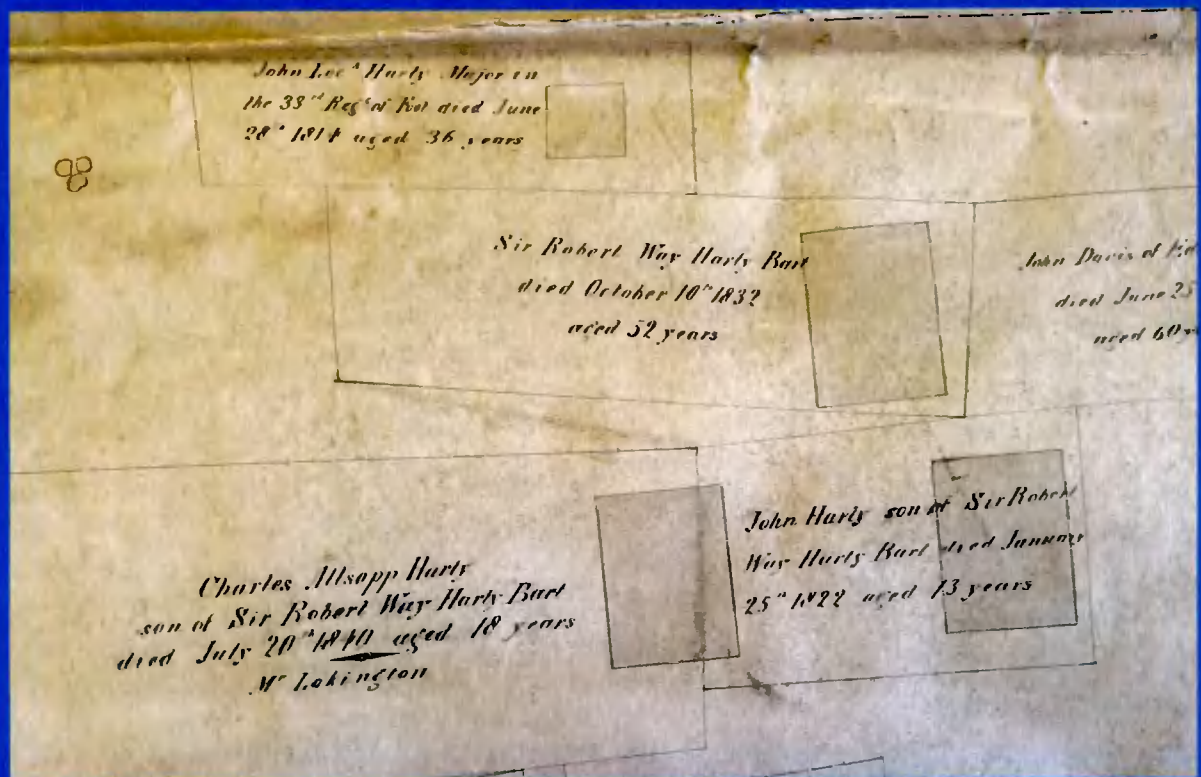 John Lee Harty Major in
the 33rd Regt of Fot died June
28th 1814 aged 36 years
Sir Robert Way Harty Bart
died October 10th 1832
aged 52 years
John Davis of
died June 25
aged 60
Charles Allsopp Harty
son of Sir Robert Way Harty Bart
died July 20th 1840 aged 18 years
Mr Lakington
John Harty son of Sir Robert
Way Harty Bart died January
25th 1822 aged 13 years